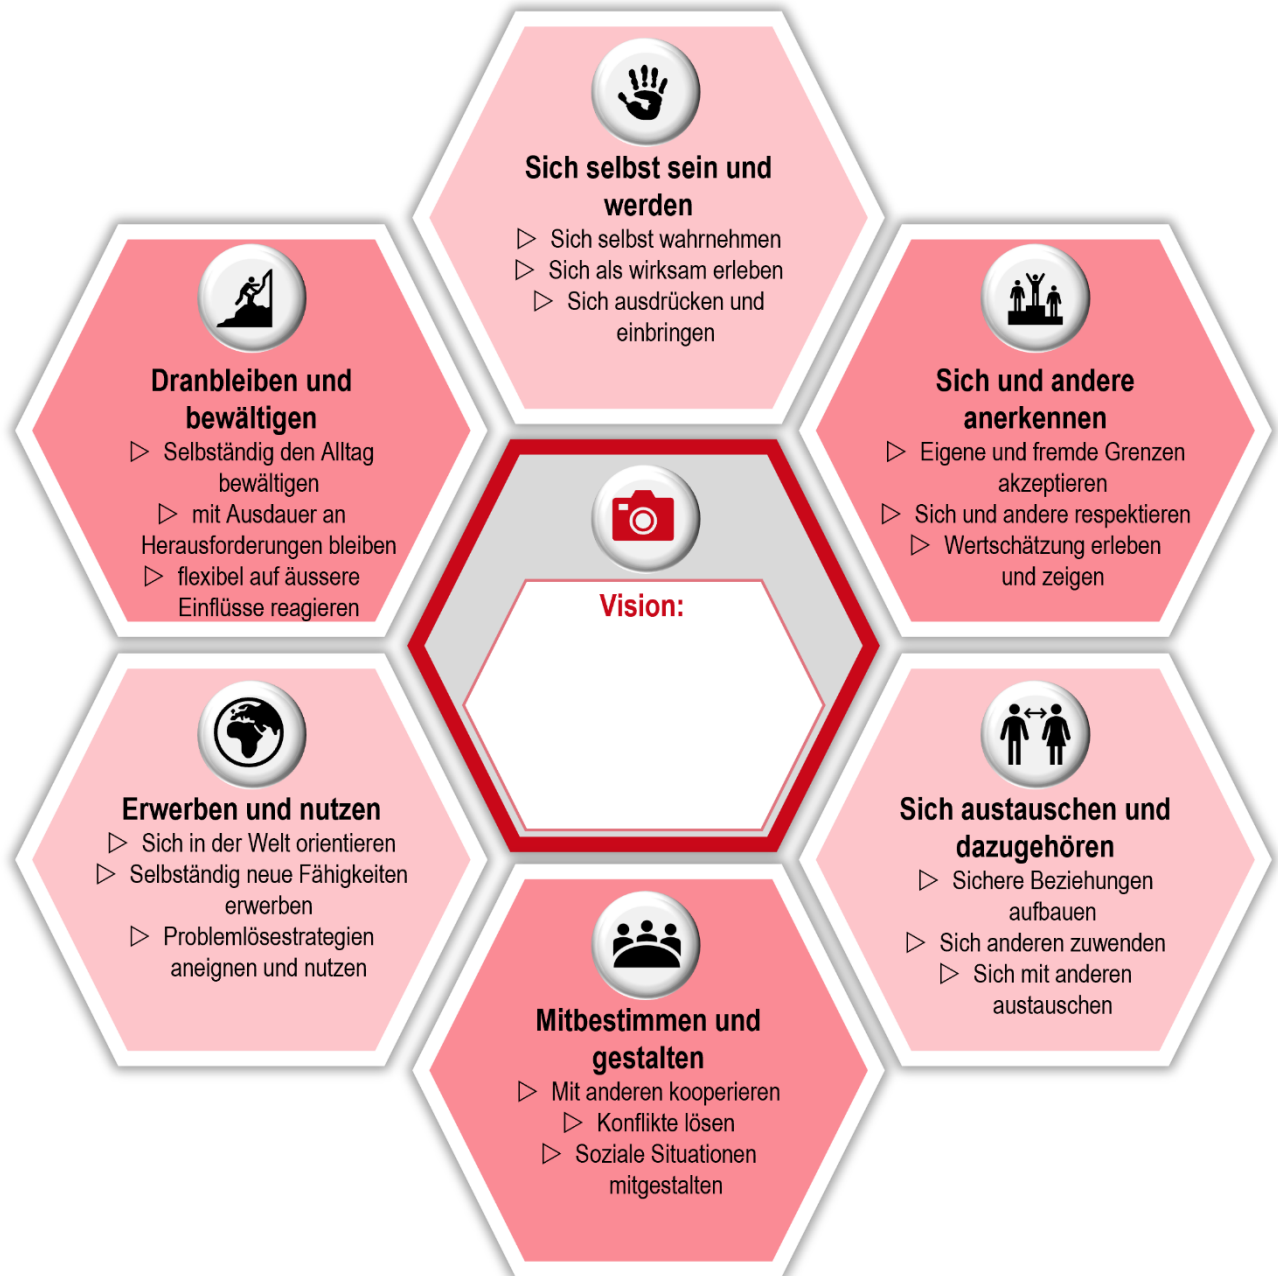 Sich selbst sein und
werden
▷ Sich selbst wahrnehmen
▷ Sich als wirksam erleben
▷ Sich ausdrücken und
einbringen
Dranbleiben und
bewältigen
▷ Selbständig den Alltag
bewältigen
▷ mit Ausdauer an
Herausforderungen bleiben
▷ flexibel auf äussere
Einflüsse reagieren
Sich und andere
anerkennen
▷ Eigene und fremde Grenzen
akzeptieren
▷ Sich und andere respektieren
▷ Wertschätzung erleben
und zeigen
Vision:
Erwerben und nutzen
▷ Sich in der Welt orientieren
▷ Selbständig neue Fähigkeiten
erwerben
▷ Problemlösestrategien
aneignen und nutzen
Sich austauschen und
dazugehören
▷ Sichere Beziehungen
aufbauen
▷ Sich anderen zuwenden
▷ Sich mit anderen
austauschen
Mitbestimmen und
gestalten
▷ Mit anderen kooperieren
▷ Konflikte lösen
▷ Soziale Situationen
mitgestalten